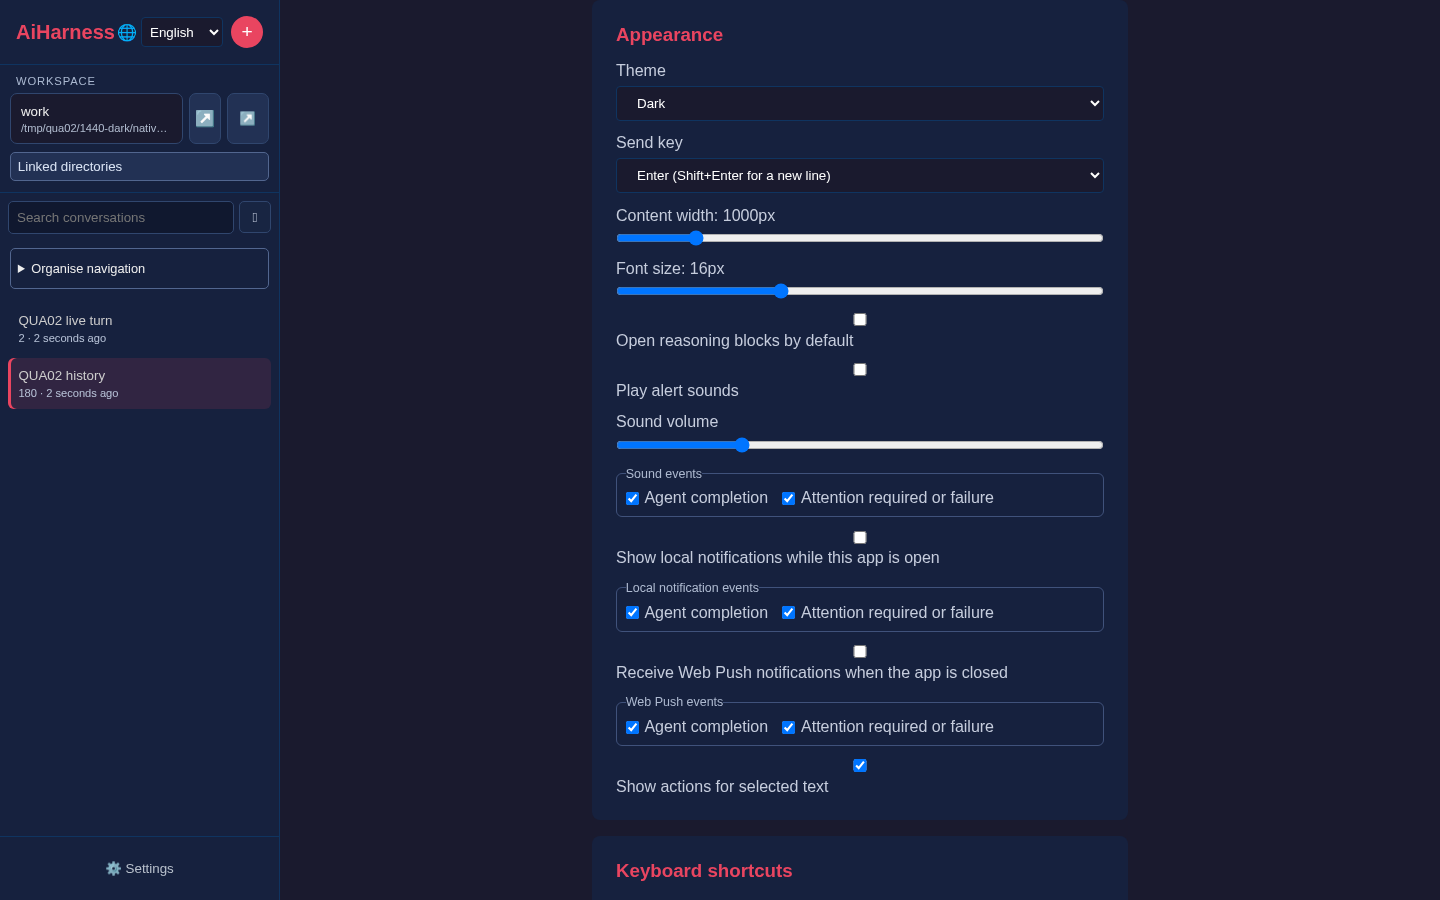 AiHarness
English
+
WORKSPACE
work
/tmp/qua02/1440-dark/nativ…
Linked directories
Search conversations
Organise navigation
QUA02 live turn
2 · 2 seconds ago
QUA02 history
180 · 2 seconds ago
Settings
Appearance
Theme
Dark
Send key
Enter (Shift+Enter for a new line)
Content width: 1000px
Font size: 16px
Open reasoning blocks by default
Play alert sounds
Sound volume
Sound events
Agent completion Attention required or failure
Show local notifications while this app is open
Local notification events
Agent completion Attention required or failure
Receive Web Push notifications when the app is closed
Web Push events
Agent completion Attention required or failure
Show actions for selected text
Keyboard shortcuts